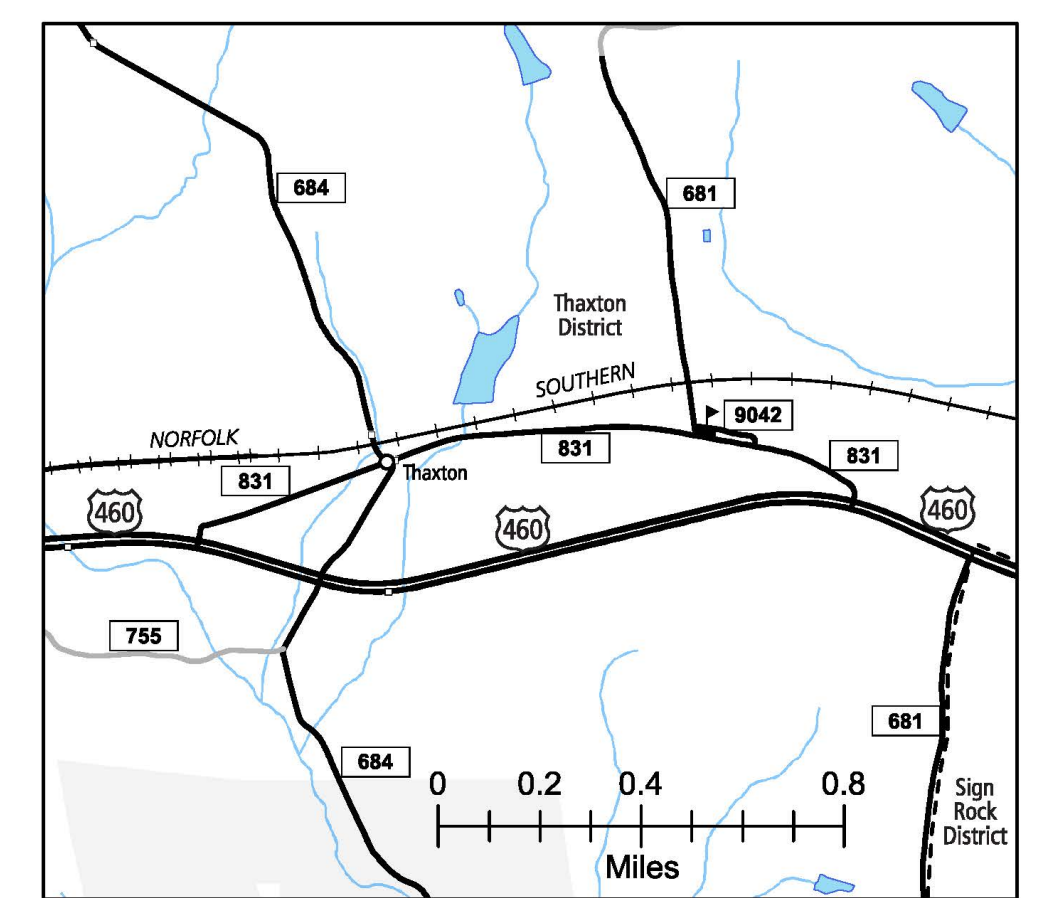 684
681
Thaxton
District
SOUTHERN
9042
NORFOLK
831
831
831
Thaxton
460
460
460
755
681
684
0 0.2 0.4 0.8
Miles
Sign
Rock
District